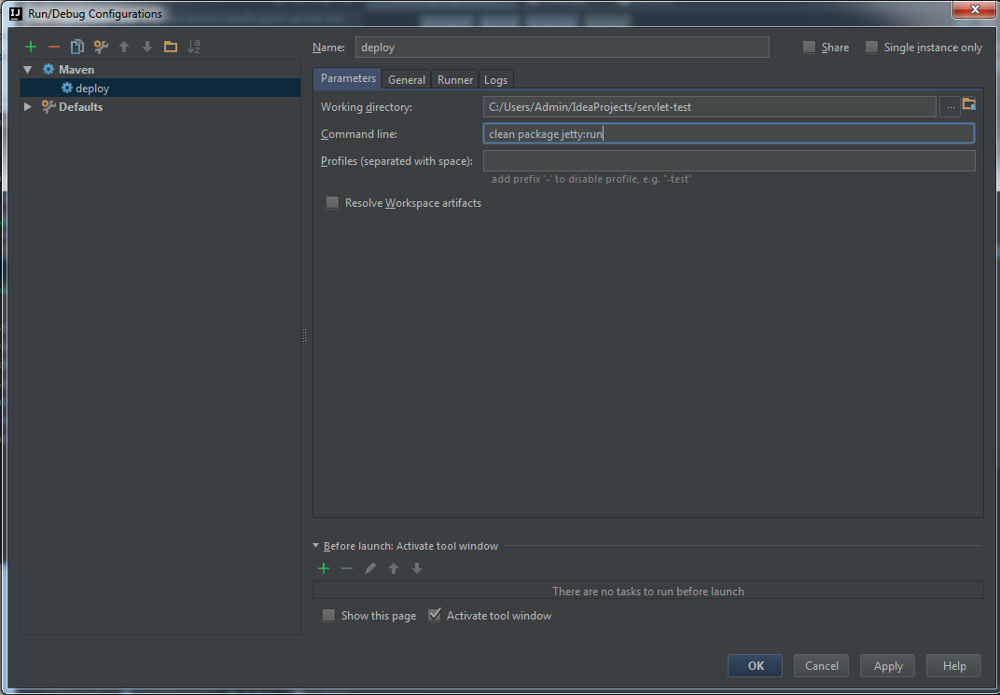 Run/Debug Configurations
Name: deploy
Share
Single instance only
Maven
deploy
Defaults
Parameters General Runner Logs
Working directory: C:/Users/Admin/IdeaProjects/servlet-test ...
Command line: clean package jetty:run
Profiles (separated with space):
add prefix '-' to disable profile, e.g. "-test"
Resolve Workspace artifacts
Before launch: Activate tool window
There are no tasks to run before launch
Show this page Activate tool window
OK Cancel Apply Help